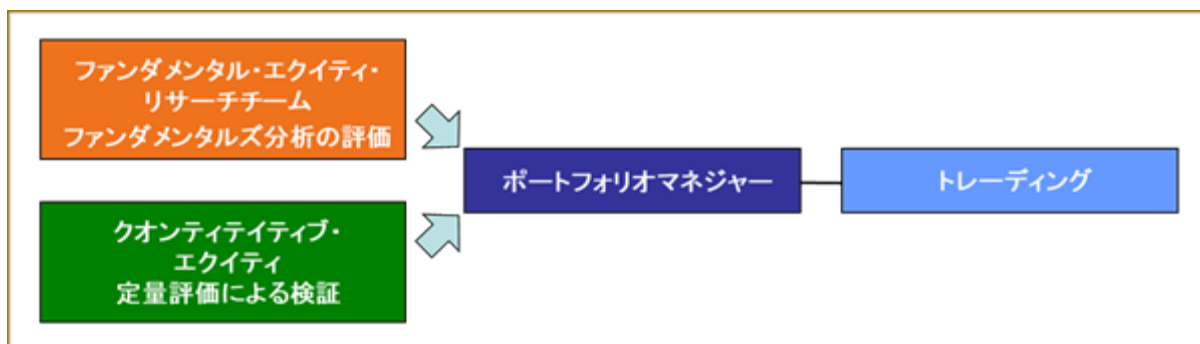 ファンダメンタル・エクイティ・
リサーチチーム
ファンダメンタルズ分析の評価
クオンティテイティブ・
エクイティ
定量評価による検証
ポートフォリオマネジャー
トレーディング